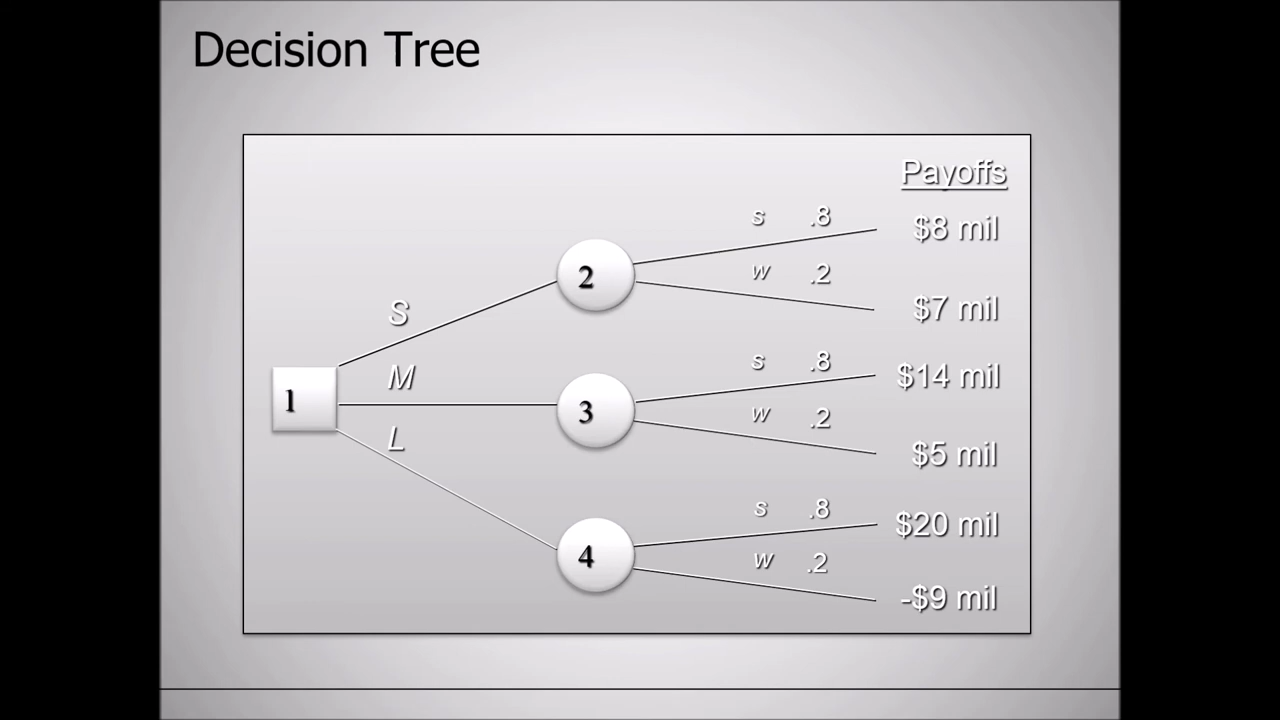 Decision Tree
Payoffs
s .8 $8 mil
2
w .2 $7 mil
S
1
M
s .8 $14 mil
3
w .2 $5 mil
L
s .8 $20 mil
4
w .2 -$9 mil